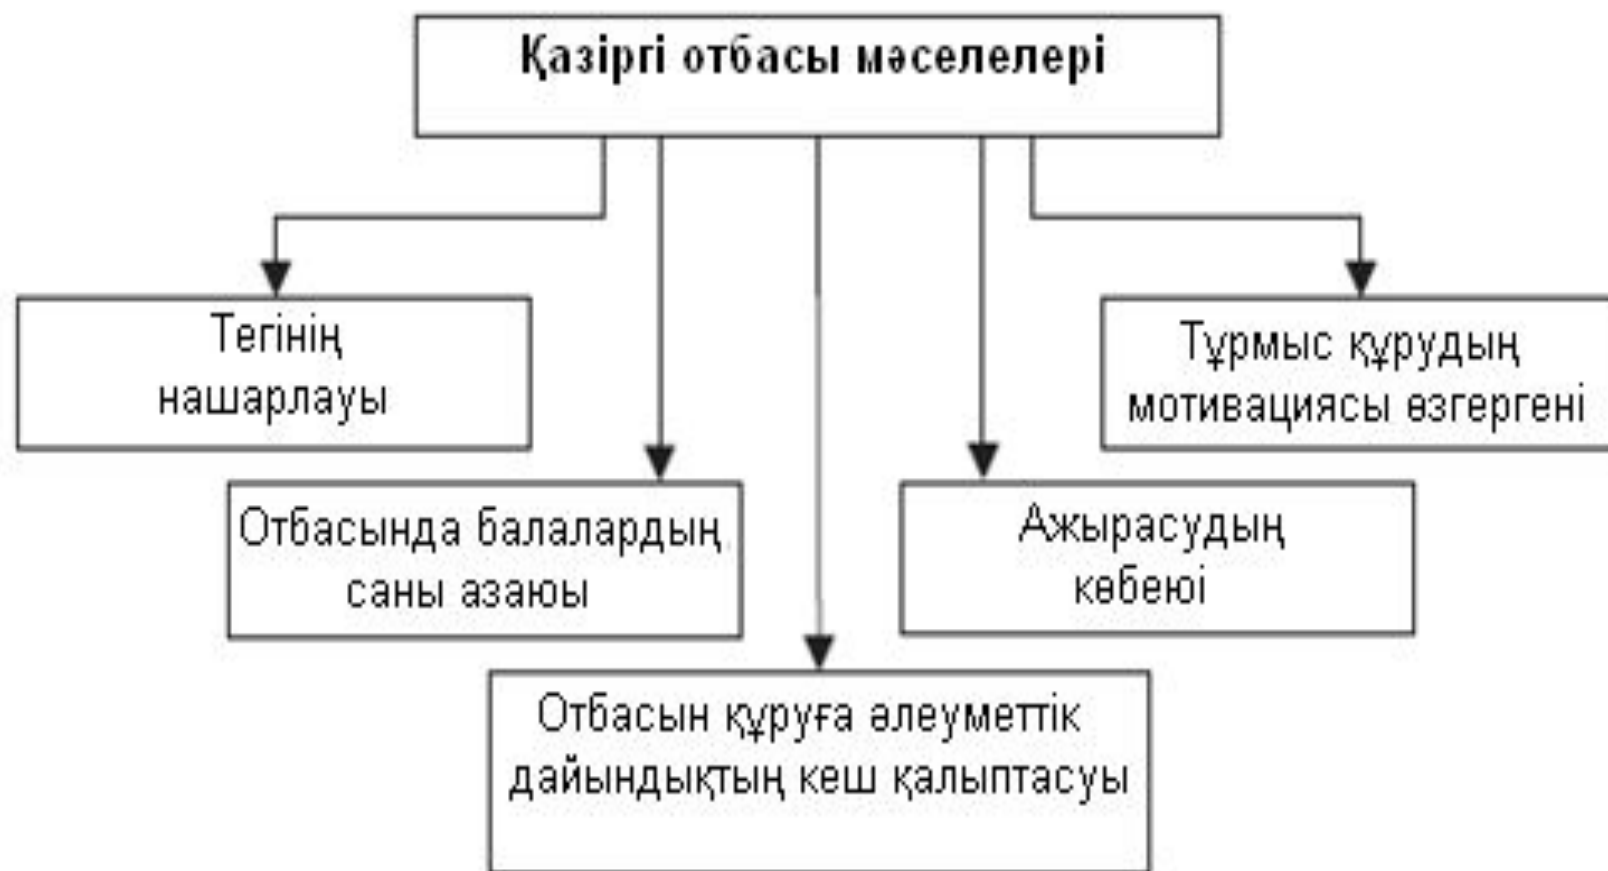 Қазіргі отбасы мәселелері
Тегінің
нашарлауы
Тұрмыс құрудың
мотивациясы өзгергені
Отбасында балалардың
саны азаюы
Ажырасудың
көбеюі
Отбасын құруға әлеуметтік
дайындықтың кеш қалыптасуы